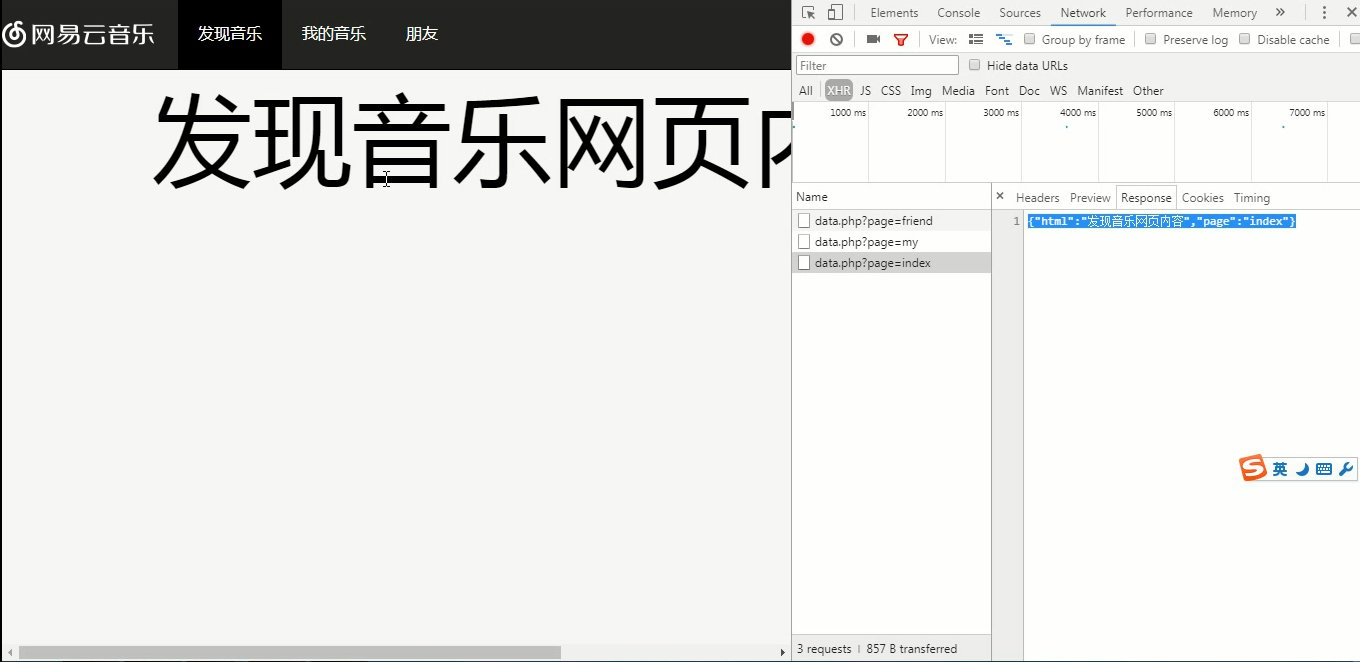 网易云音乐 发现音乐 我的音乐 朋友
发现音乐网页
Elements Console Sources Network Performance Memory »
View: Group by frame Preserve log Disable cache
Filter Hide data URLs
All XHR JS CSS Img Media Font Doc WS Manifest Other
1000 ms 2000 ms 3000 ms 4000 ms 5000 ms 6000 ms 7000 ms
Name × Headers Preview Response Cookies Timing
data.php?page=friend 1 {"html":"发现音乐网页内容","page":"index"}
data.php?page=my
data.php?page=index
S 英
3 requests | 857 B transferred